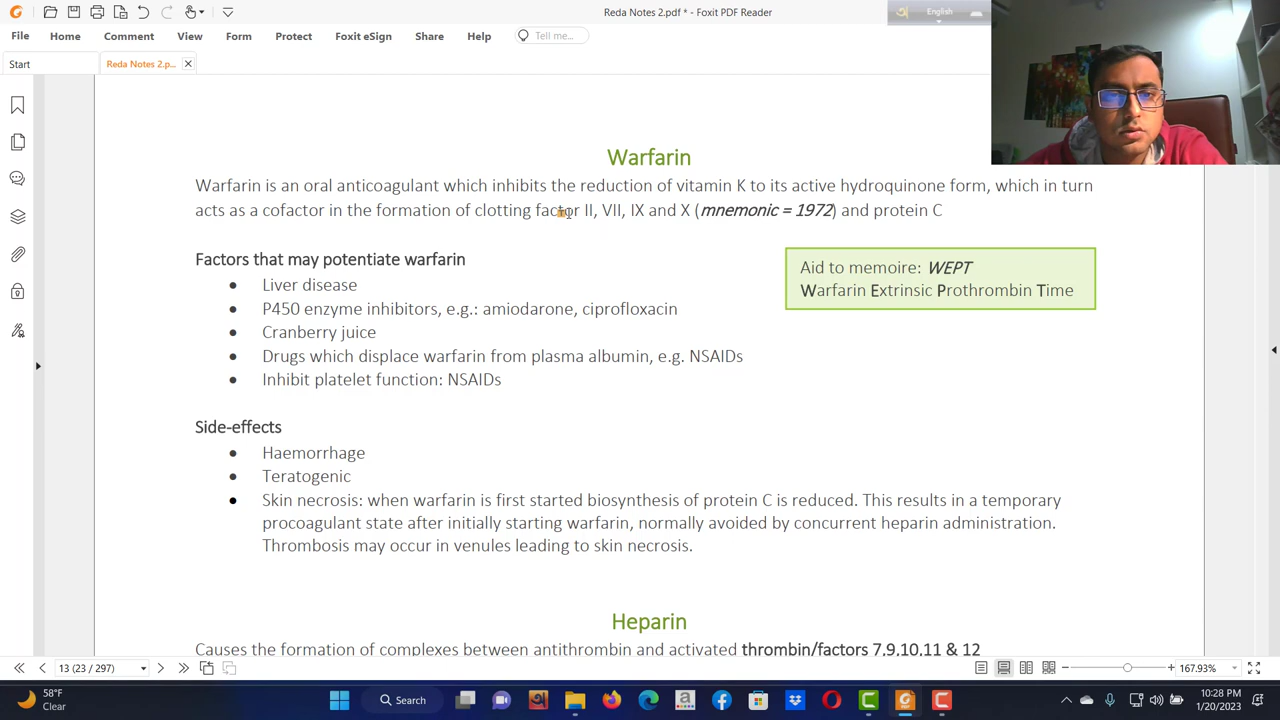 Reda Notes 2.pdf * - Foxit PDF Reader
English
File Home Comment View Form Protect Foxit eSign Share Help Tell me...
Start Reda Notes 2.p...
Warfarin
Warfarin is an oral anticoagulant which inhibits the reduction of vitamin K to its active hydroquinone form, which in turn
acts as a cofactor in the formation of clotting factor II, VII, IX and X (mnemonic = 1972) and protein C
Factors that may potentiate warfarin
• Liver disease
• P450 enzyme inhibitors, e.g.: amiodarone, ciprofloxacin
• Cranberry juice
• Drugs which displace warfarin from plasma albumin, e.g. NSAIDs
• Inhibit platelet function: NSAIDs
Aid to memoire: WEPT
Warfarin Extrinsic Prothrombin Time
Side-effects
• Haemorrhage
• Teratogenic
• Skin necrosis: when warfarin is first started biosynthesis of protein C is reduced. This results in a temporary
procoagulant state after initially starting warfarin, normally avoided by concurrent heparin administration.
Thrombosis may occur in venules leading to skin necrosis.
Heparin
Causes the formation of complexes between antithrombin and activated thrombin/factors 7,9,10,11 & 12
13 (23 / 297)
167.93%
58°F
Clear
Search
10:28 PM
1/20/2023